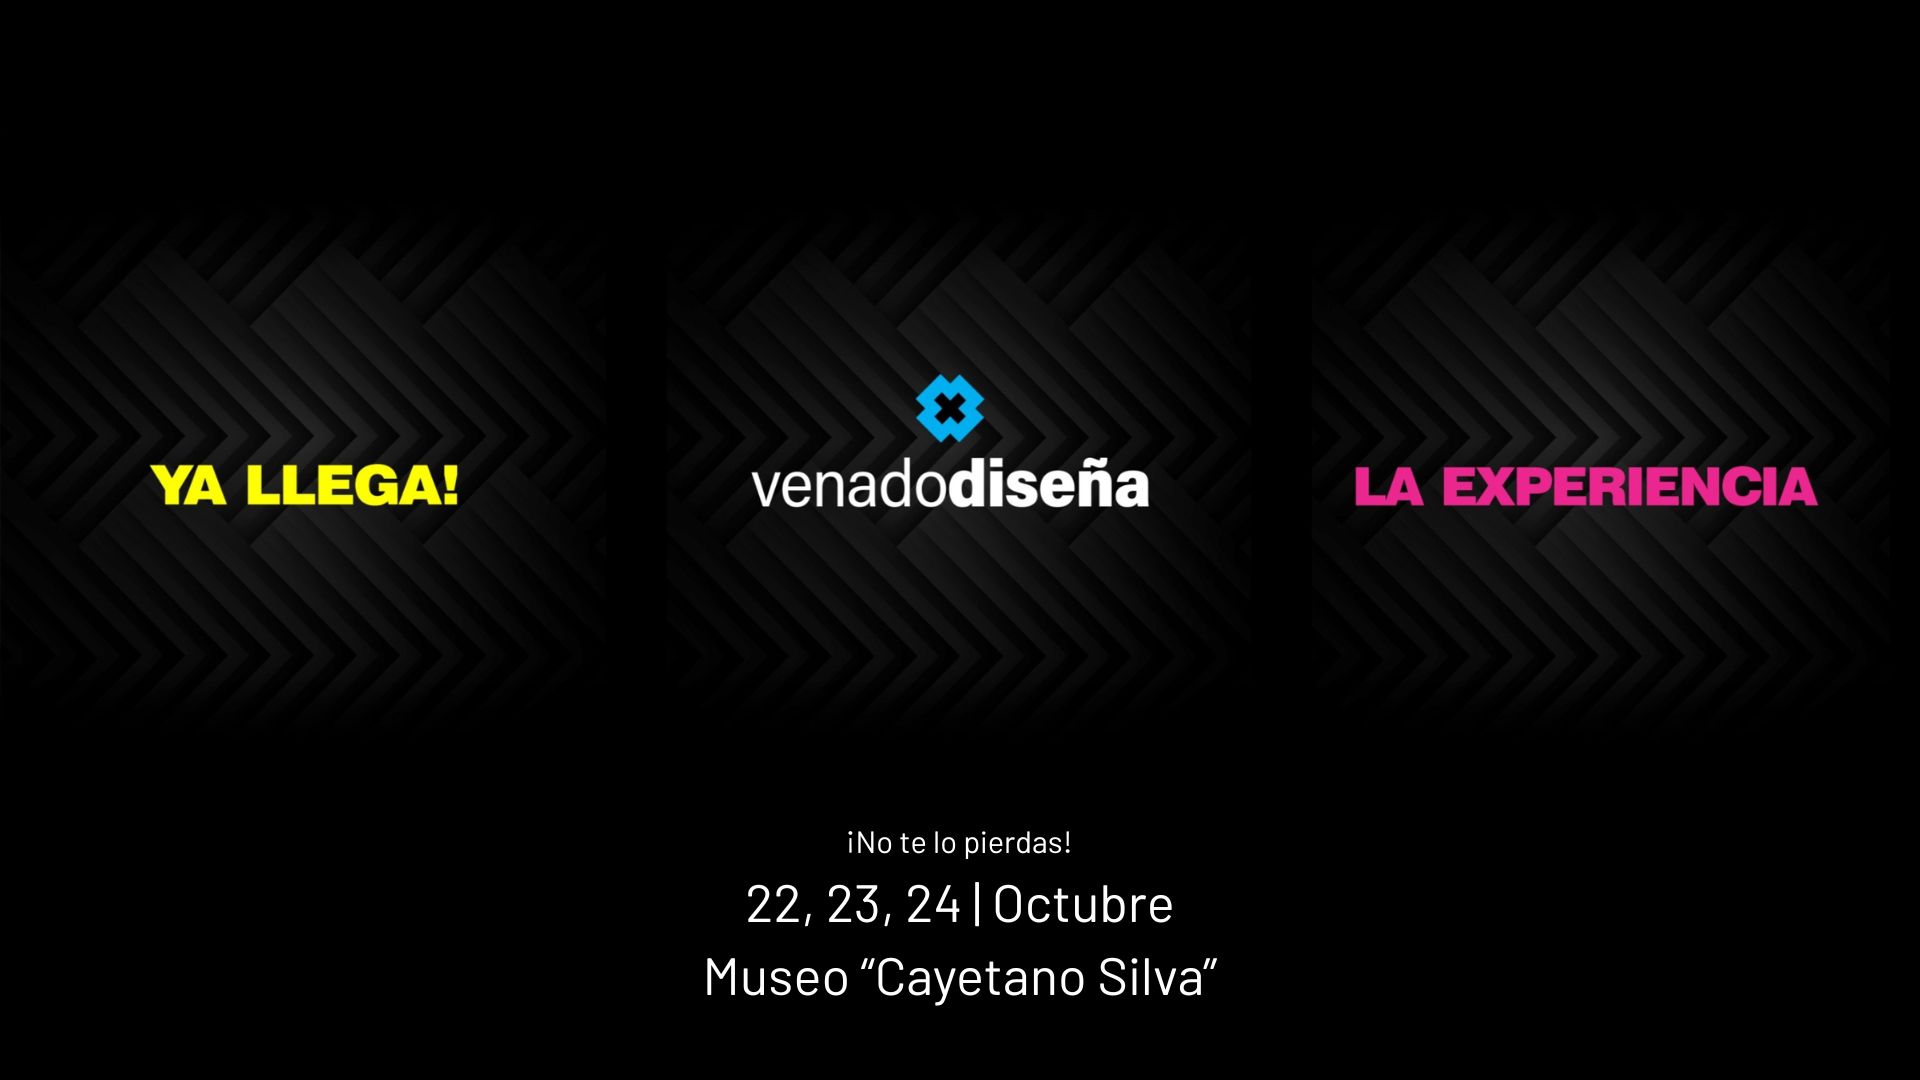 YA LLEGA!
venadodiseña
LA EXPERIENCIA
¡No te lo pierdas!
22, 23, 24 | Octubre
Museo “Cayetano Silva”